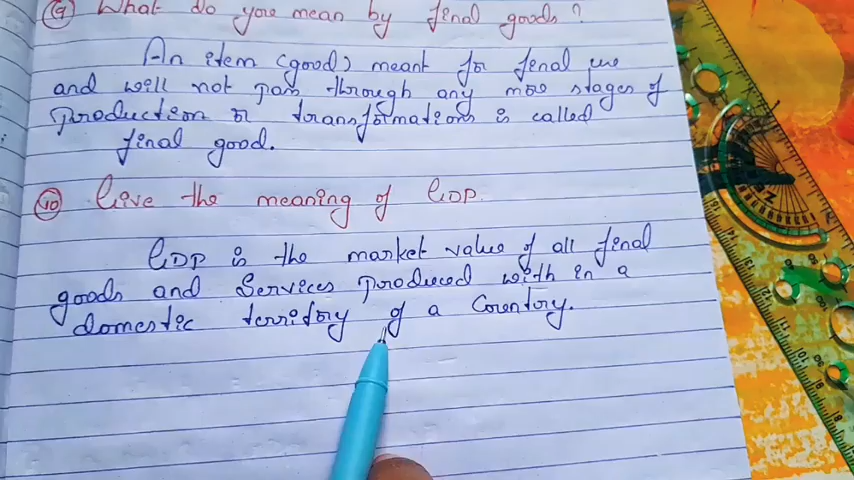 9 What do you mean by final goods ?
An item (good) meant for final use
and will not pass through any more stages of
production or transformations is called
final good.
10 Give the meaning of GDP.
GDP is the market value of all final
goods and Services produced with in a
domestic territory of a Country.